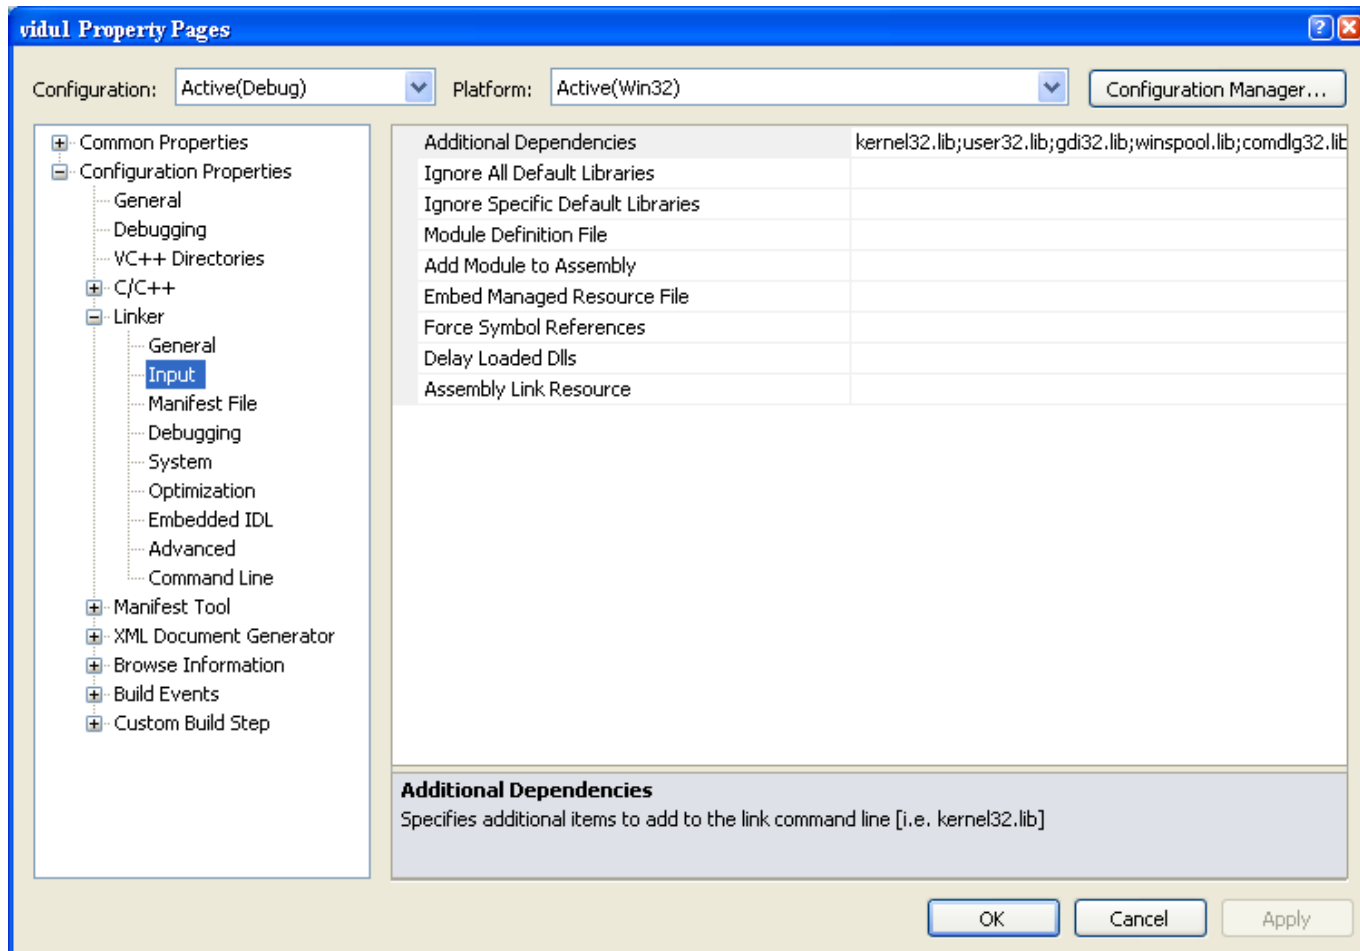 vidu1 Property Pages
Configuration: Active(Debug) Platform: Active(Win32) Configuration Manager...
Common Properties
Configuration Properties
General
Debugging
VC++ Directories
C/C++
Linker
General
Input
Manifest File
Debugging
System
Optimization
Embedded IDL
Advanced
Command Line
Manifest Tool
XML Document Generator
Browse Information
Build Events
Custom Build Step
Additional Dependencies kernel32.lib;user32.lib;gdi32.lib;winspool.lib;comdlg32.lib
Ignore All Default Libraries
Ignore Specific Default Libraries
Module Definition File
Add Module to Assembly
Embed Managed Resource File
Force Symbol References
Delay Loaded Dlls
Assembly Link Resource
Additional Dependencies
Specifies additional items to add to the link command line [i.e. kernel32.lib]
OK Cancel Apply